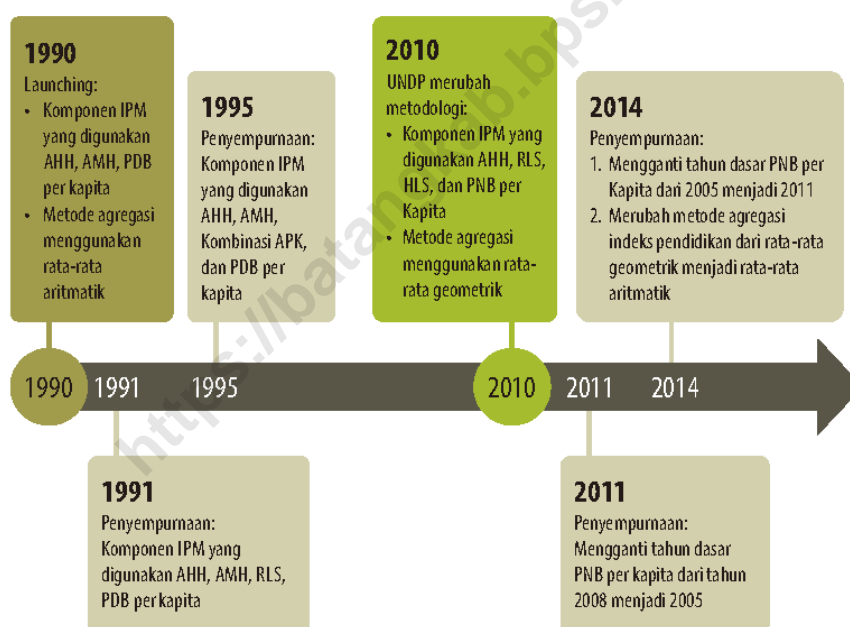 1990
Launching:
• Komponen IPM
yang digunakan
AHH, AMH, PDB
per kapita
• Metode agregasi
menggunakan
rata-rata
aritmatik
1995
Penyempurnaan:
Komponen IPM
yang digunakan
AHH, AMH,
Kombinasi APK,
dan PDB per
kapita
2010
UNDP merubah
metodologi:
• Komponen IPM yang
digunakan AHH, RLS,
HLS, dan PNB per
Kapita
• Metode agregasi
menggunakan rata-
rata geometrik
2014
Penyempurnaan:
1. Mengganti tahun dasar PNB per
Kapita dari 2005 menjadi 2011
2. Merubah metode agregasi
indeks pendidikan dari rata-rata
geometrik menjadi rata-rata
aritmatik
1990 1991 1995 2010 2011 2014
1991
Penyempurnaan:
Komponen IPM yang
digunakan AHH, AMH, RLS,
PDB per kapita
2011
Penyempurnaan:
Mengganti tahun dasar
PNB per kapita dari tahun
2008 menjadi 2005
https://batangkab.bps.